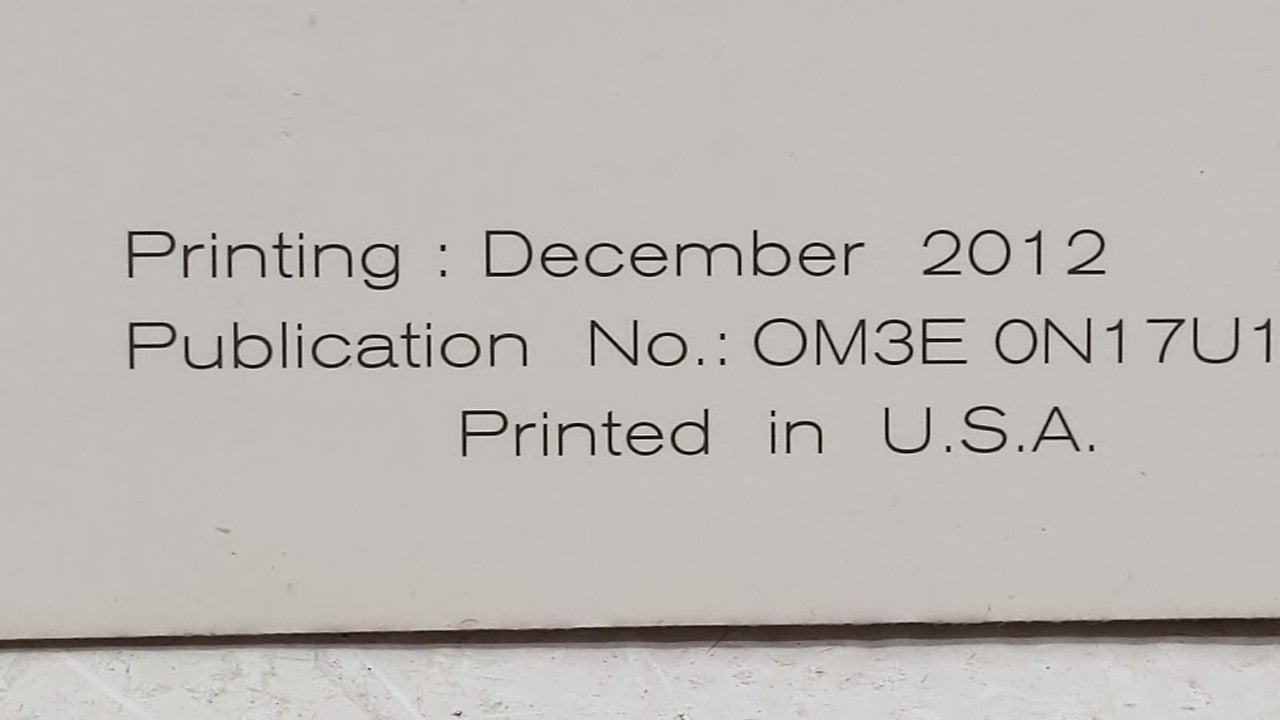 Printing : December 2012
Publication No.: OM3E 0N17U1
Printed in U.S.A.